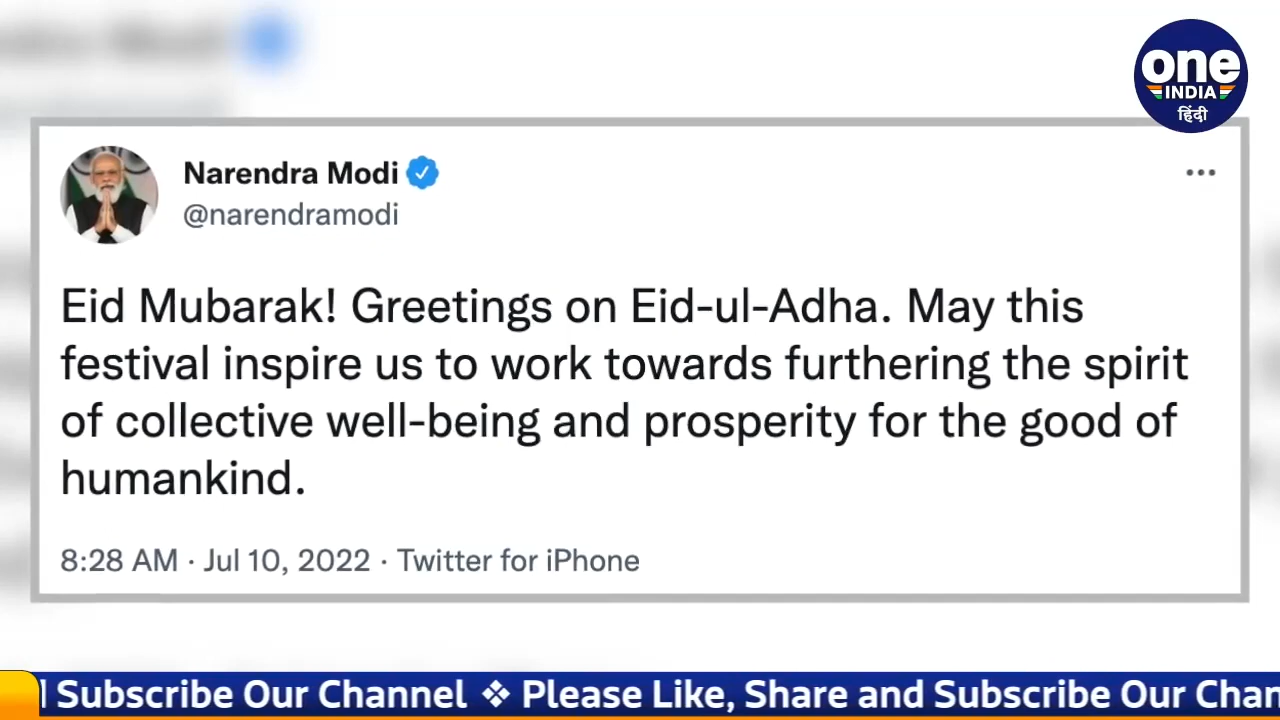 one
INDIA
हिंदी
Narendra Modi
@narendramodi
Eid Mubarak! Greetings on Eid-ul-Adha. May this
festival inspire us to work towards furthering the spirit
of collective well-being and prosperity for the good of
humankind.
8:28 AM · Jul 10, 2022 · Twitter for iPhone
Subscribe Our Channel ❖ Please Like, Share and Subscribe Our